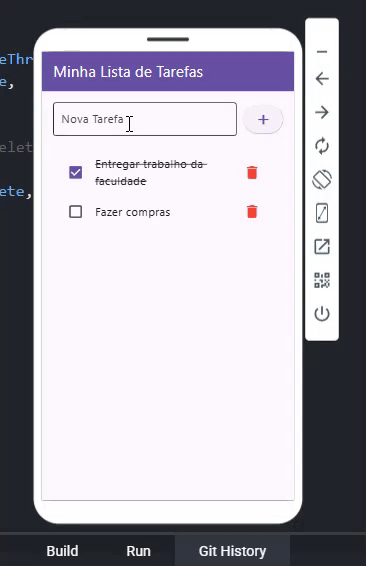 eThr
e,
Minha Lista de Tarefas
Nova Tarefa
+
elet
Entregar trabalho da
faculdade
ete,
Fazer compras
Build Run Git History